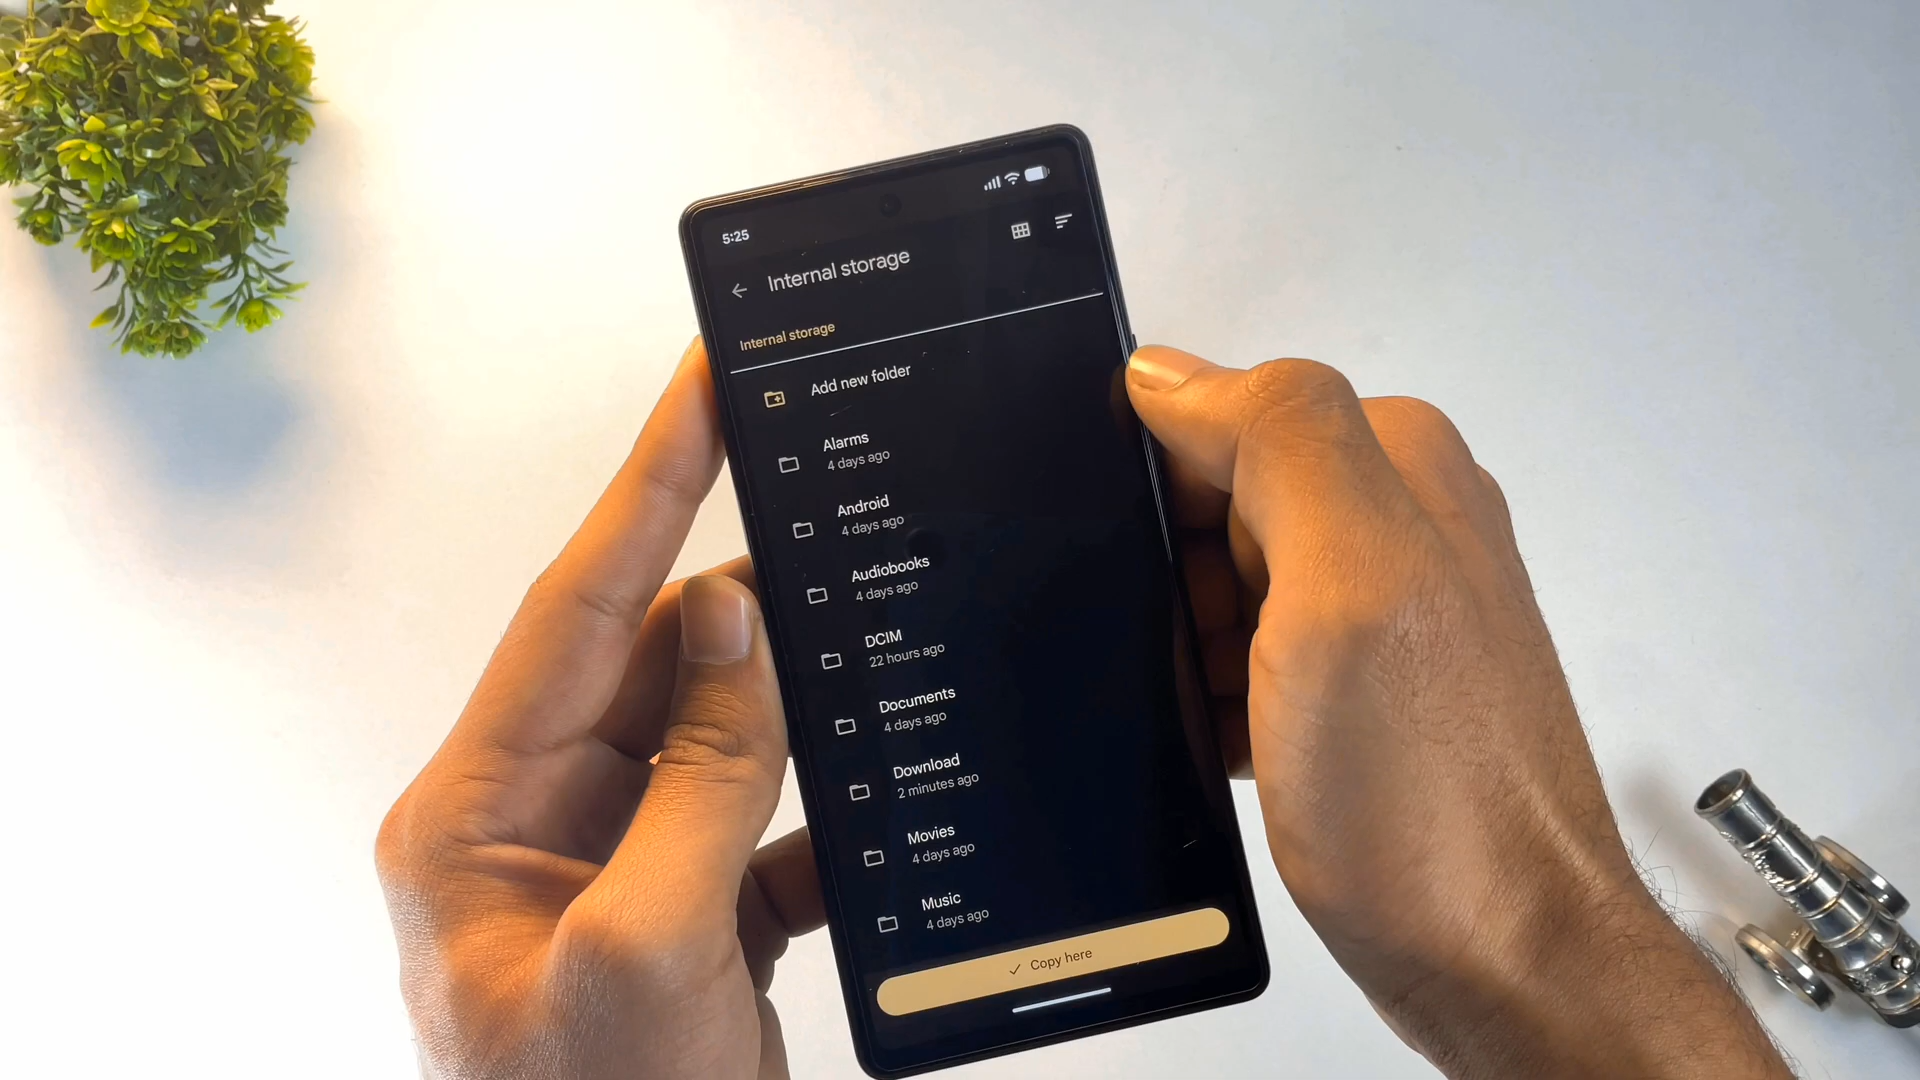 5:25
Internal storage
Internal storage
Add new folder
Alarms
4 days ago
Android
4 days ago
Audiobooks
4 days ago
DCIM
22 hours ago
Documents
4 days ago
Download
2 minutes ago
Movies
4 days ago
Music
4 days ago
Copy here